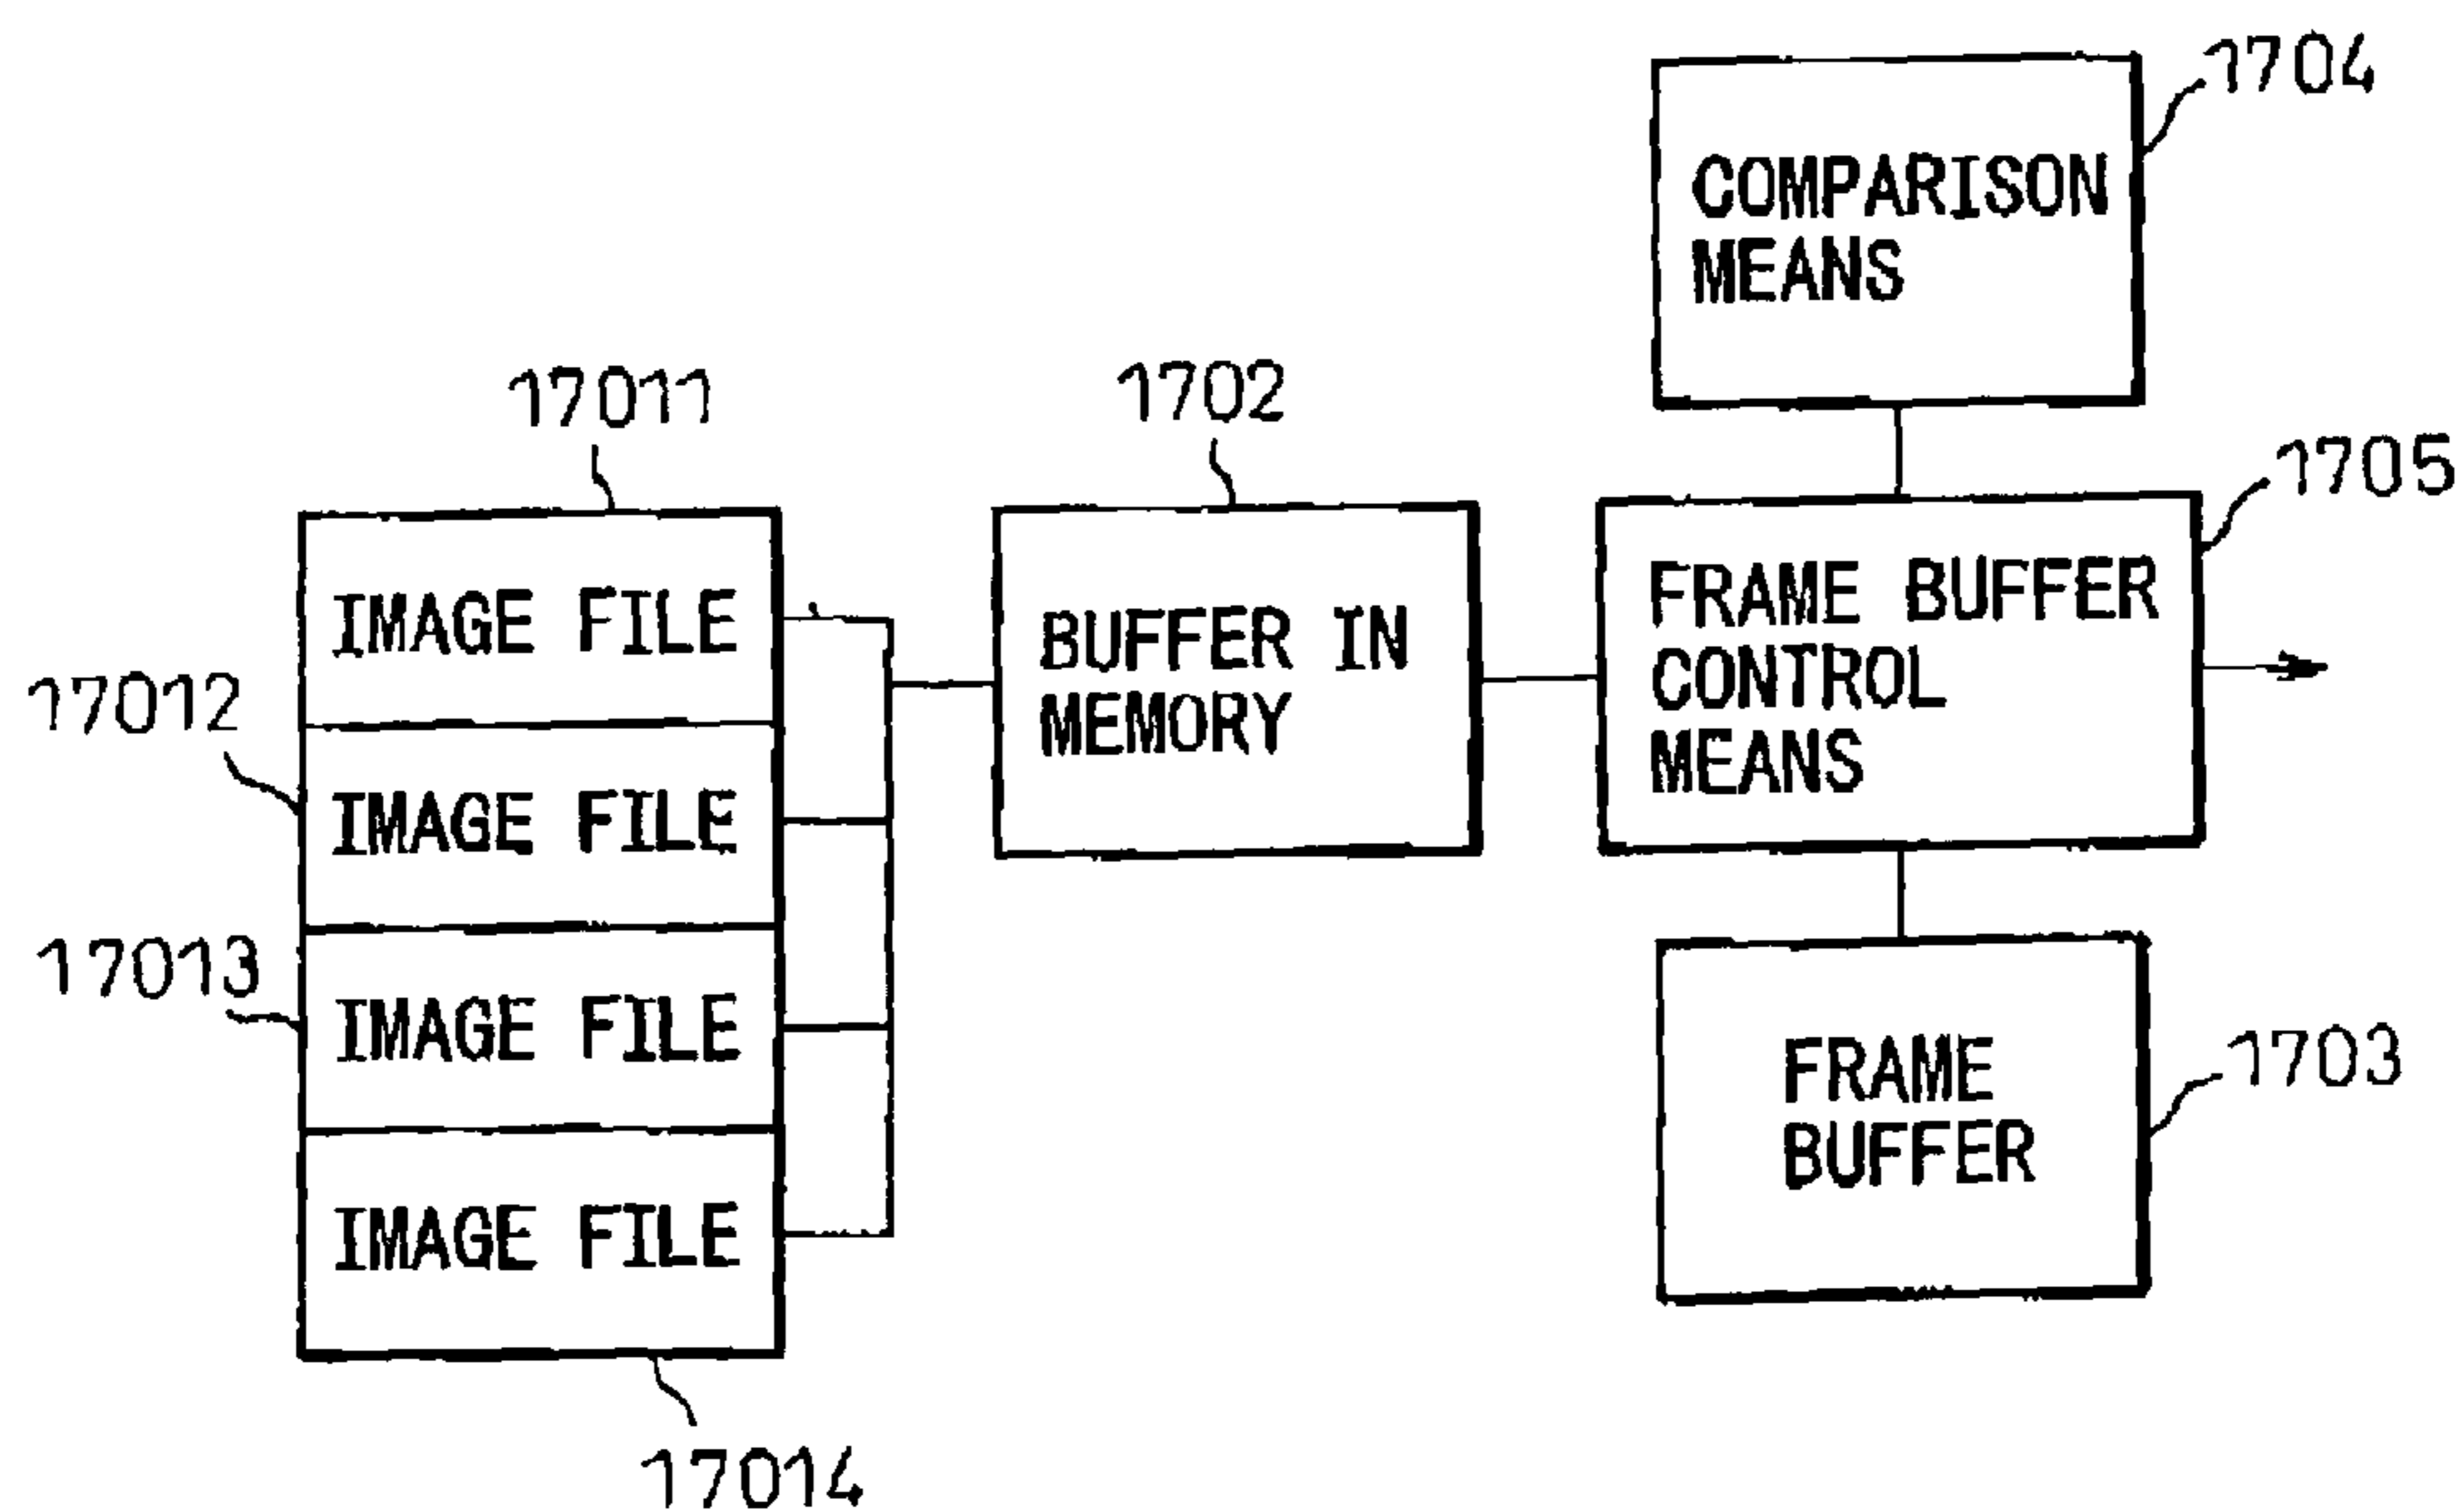 1704
COMPARISON
MEANS
17011
1702
1705
IMAGE FILE
BUFFER IN
MEMORY
FRAME BUFFER
CONTROL
MEANS
17012
IMAGE FILE
17013
IMAGE FILE
FRAME
BUFFER
1703
IMAGE FILE
17014